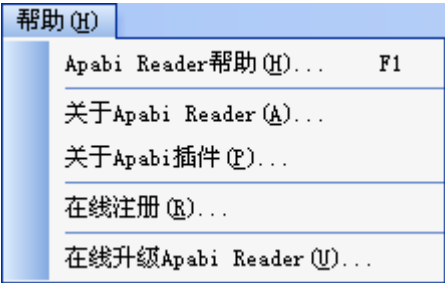 帮助(H)
Apabi Reader帮助(H)... F1
关于Apabi Reader(A)...
关于Apabi插件(P)...
在线注册(R)...
在线升级Apabi Reader(U)...